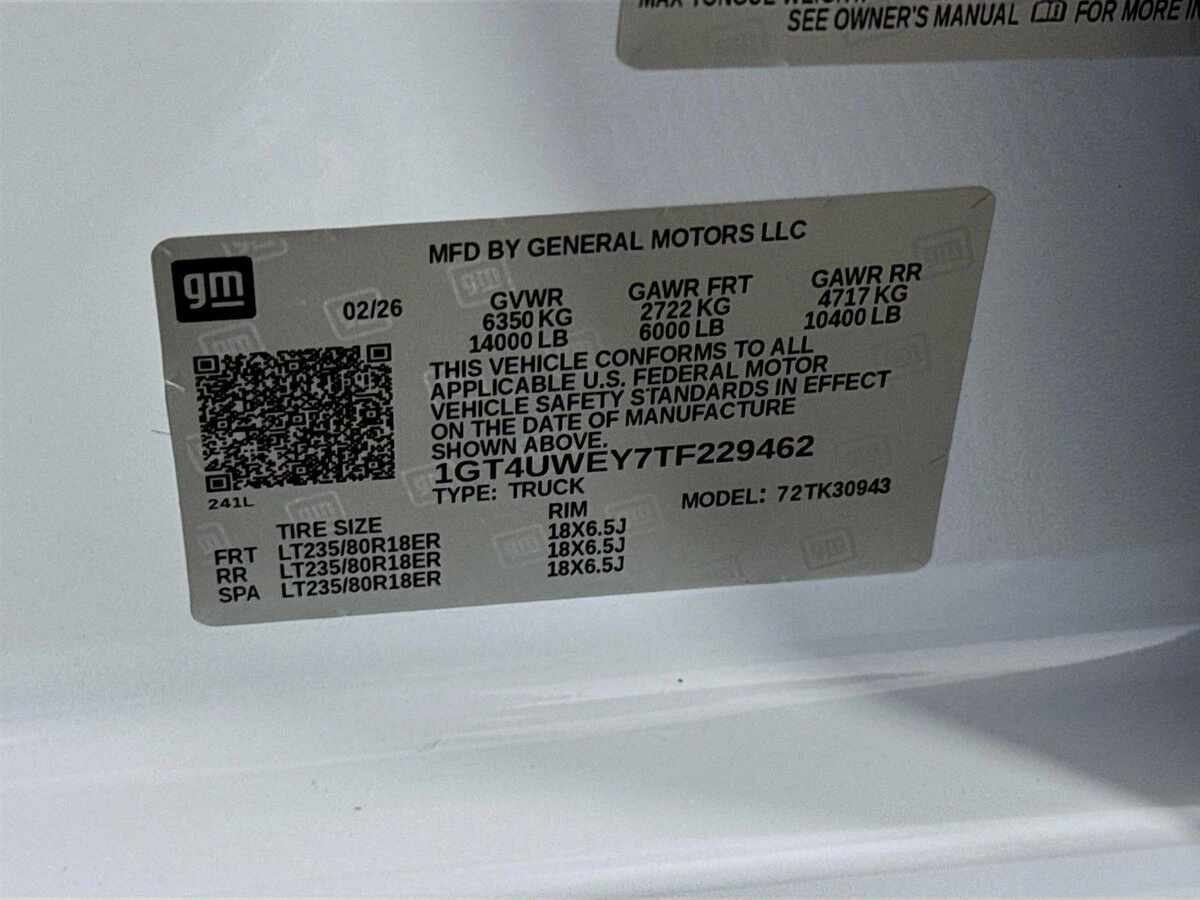 SEE OWNER'S MANUAL FOR MORE
MFD BY GENERAL MOTORS LLC
gm
02/26
GVWR GAWR FRT GAWR RR
6350 KG 2722 KG 4717 KG
14000 LB 6000 LB 10400 LB
THIS VEHICLE CONFORMS TO ALL
APPLICABLE U.S. FEDERAL MOTOR
VEHICLE SAFETY STANDARDS IN EFFECT
ON THE DATE OF MANUFACTURE
SHOWN ABOVE.
1GT4UWEY7TF229462
TYPE: TRUCK MODEL: 72TK30943
241L
TIRE SIZE RIM
FRT LT235/80R18ER 18X6.5J
RR LT235/80R18ER 18X6.5J
SPA LT235/80R18ER 18X6.5J